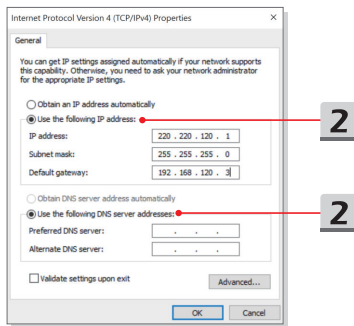 Internet Protocol Version 4 (TCP/IPv4) Properties
General
You can get IP settings assigned automatically if your network supports
this capability. Otherwise, you need to ask your network administrator
for the appropriate IP settings.
Obtain an IP address automatically
Use the following IP address:
2
IP address: 220 . 220 . 120 . 1
Subnet mask: 255 . 255 . 255 . 0
Default gateway: 192 . 168 . 120 . 3
Obtain DNS server address automatically
Use the following DNS server addresses:
2
Preferred DNS server: . . .
Alternate DNS server: . . .
Validate settings upon exit
Advanced...
OK Cancel